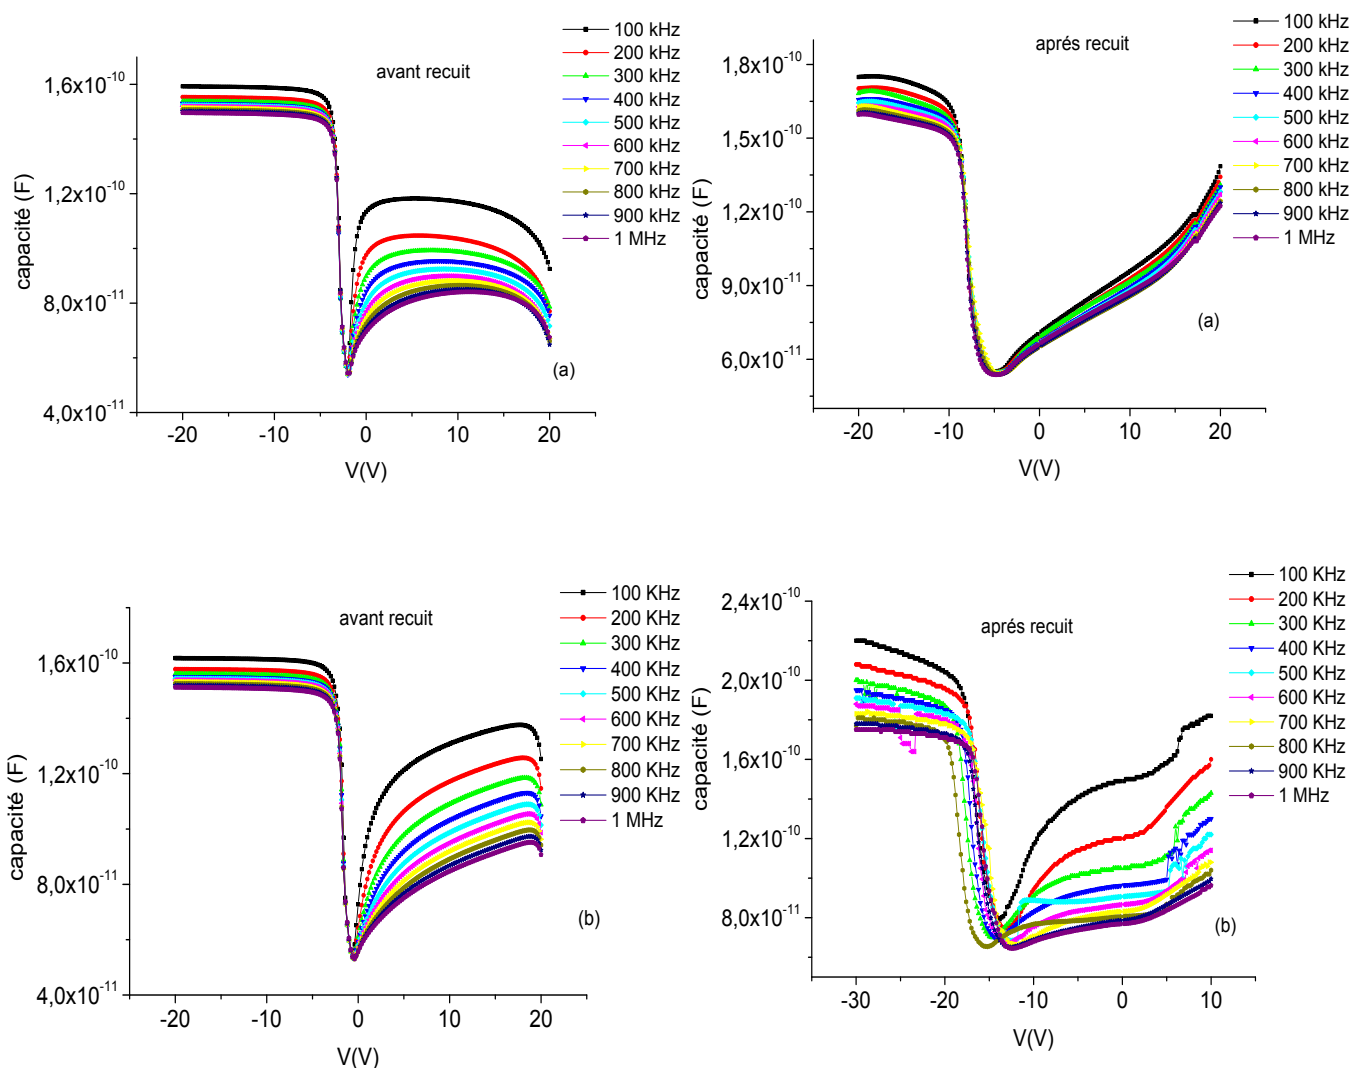 avant recuit
100 kHz
200 kHz
300 kHz
400 kHz
500 kHz
600 kHz
700 kHz
800 kHz
900 kHz
1 MHz
1,6x10-10
1,2x10-10
8,0x10-11
4,0x10-11
capacité (F)
(a)
-20 -10 0 10 20
V(V)
aprés recuit
100 kHz
200 kHz
300 kHz
400 kHz
500 kHz
600 kHz
700 kHz
800 kHz
900 kHz
1 MHz
1,8x10-10
1,5x10-10
1,2x10-10
9,0x10-11
6,0x10-11
capacité (F)
(a)
-20 -10 0 10 20
V(V)
avant recuit
100 KHz
200 KHz
300 KHz
400 KHz
500 KHz
600 KHz
700 KHz
800 KHz
900 KHz
1 MHz
1,6x10-10
1,2x10-10
8,0x10-11
4,0x10-11
capacité (F)
(b)
-20 -10 0 10 20
V(V)
aprés recuit
100 KHz
200 KHz
300 KHz
400 KHz
500 KHz
600 KHz
700 KHz
800 KHz
900 KHz
1 MHz
2,4x10-10
2,0x10-10
1,6x10-10
1,2x10-10
8,0x10-11
capacité (F)
(b)
-30 -20 -10 0 10
V(V)